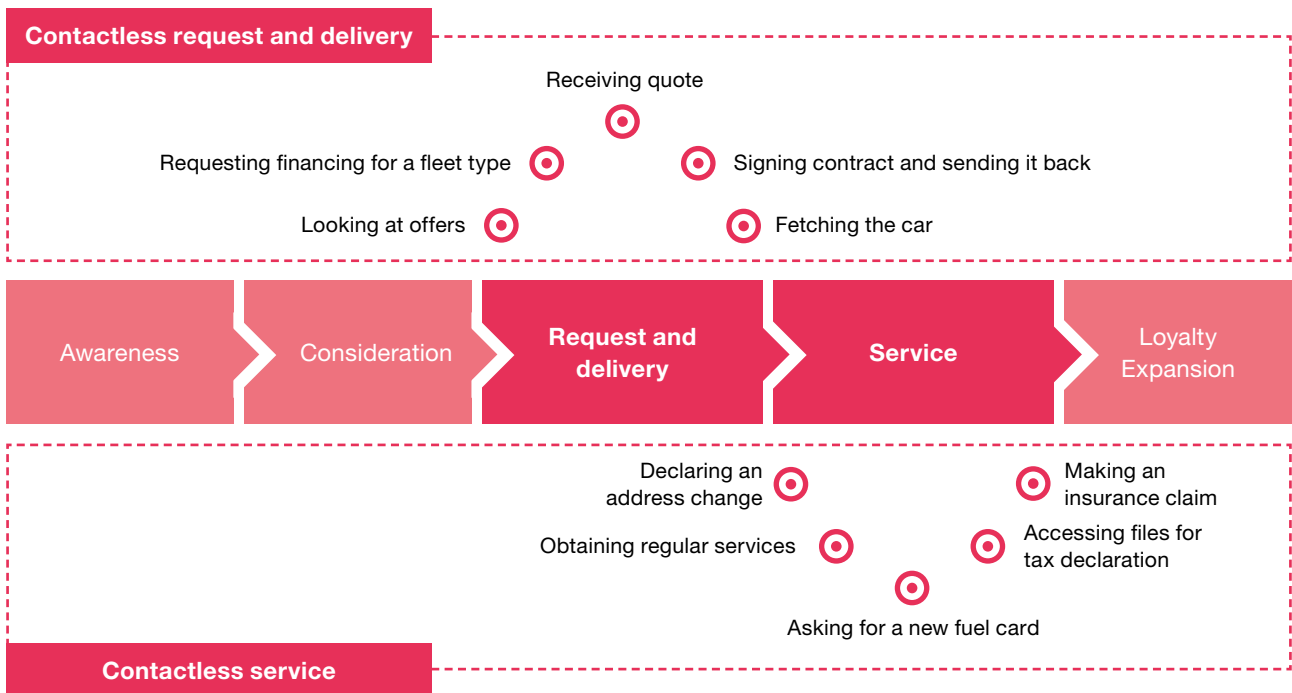 Contactless request and delivery
Receiving quote
Requesting financing for a fleet type
Signing contract and sending it back
Looking at offers
Fetching the car
Awareness
Consideration
Request and
delivery
Service
Loyalty
Expansion
Declaring an
address change
Making an
insurance claim
Obtaining regular services
Accessing files for
tax declaration
Asking for a new fuel card
Contactless service